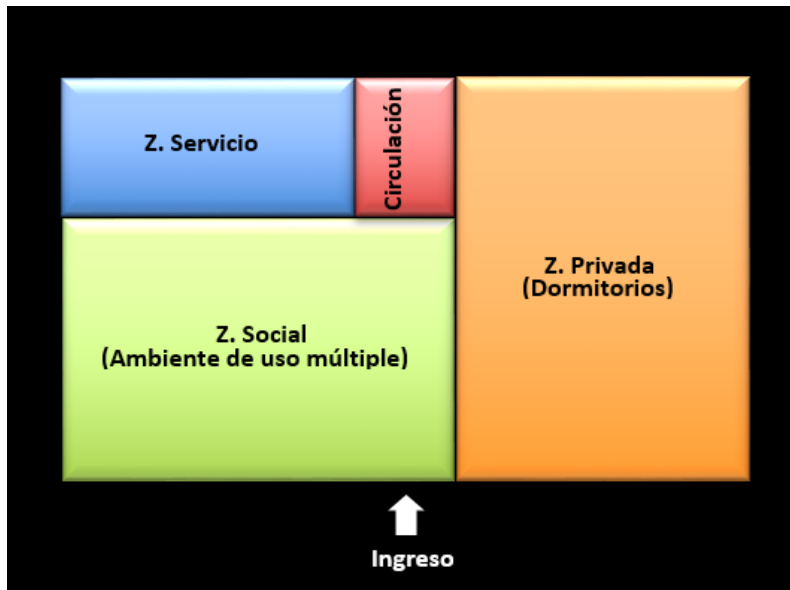 Z. Servicio
Circulación
Z. Privada
(Dormitorios)
Z. Social
(Ambiente de uso múltiple)
Ingreso